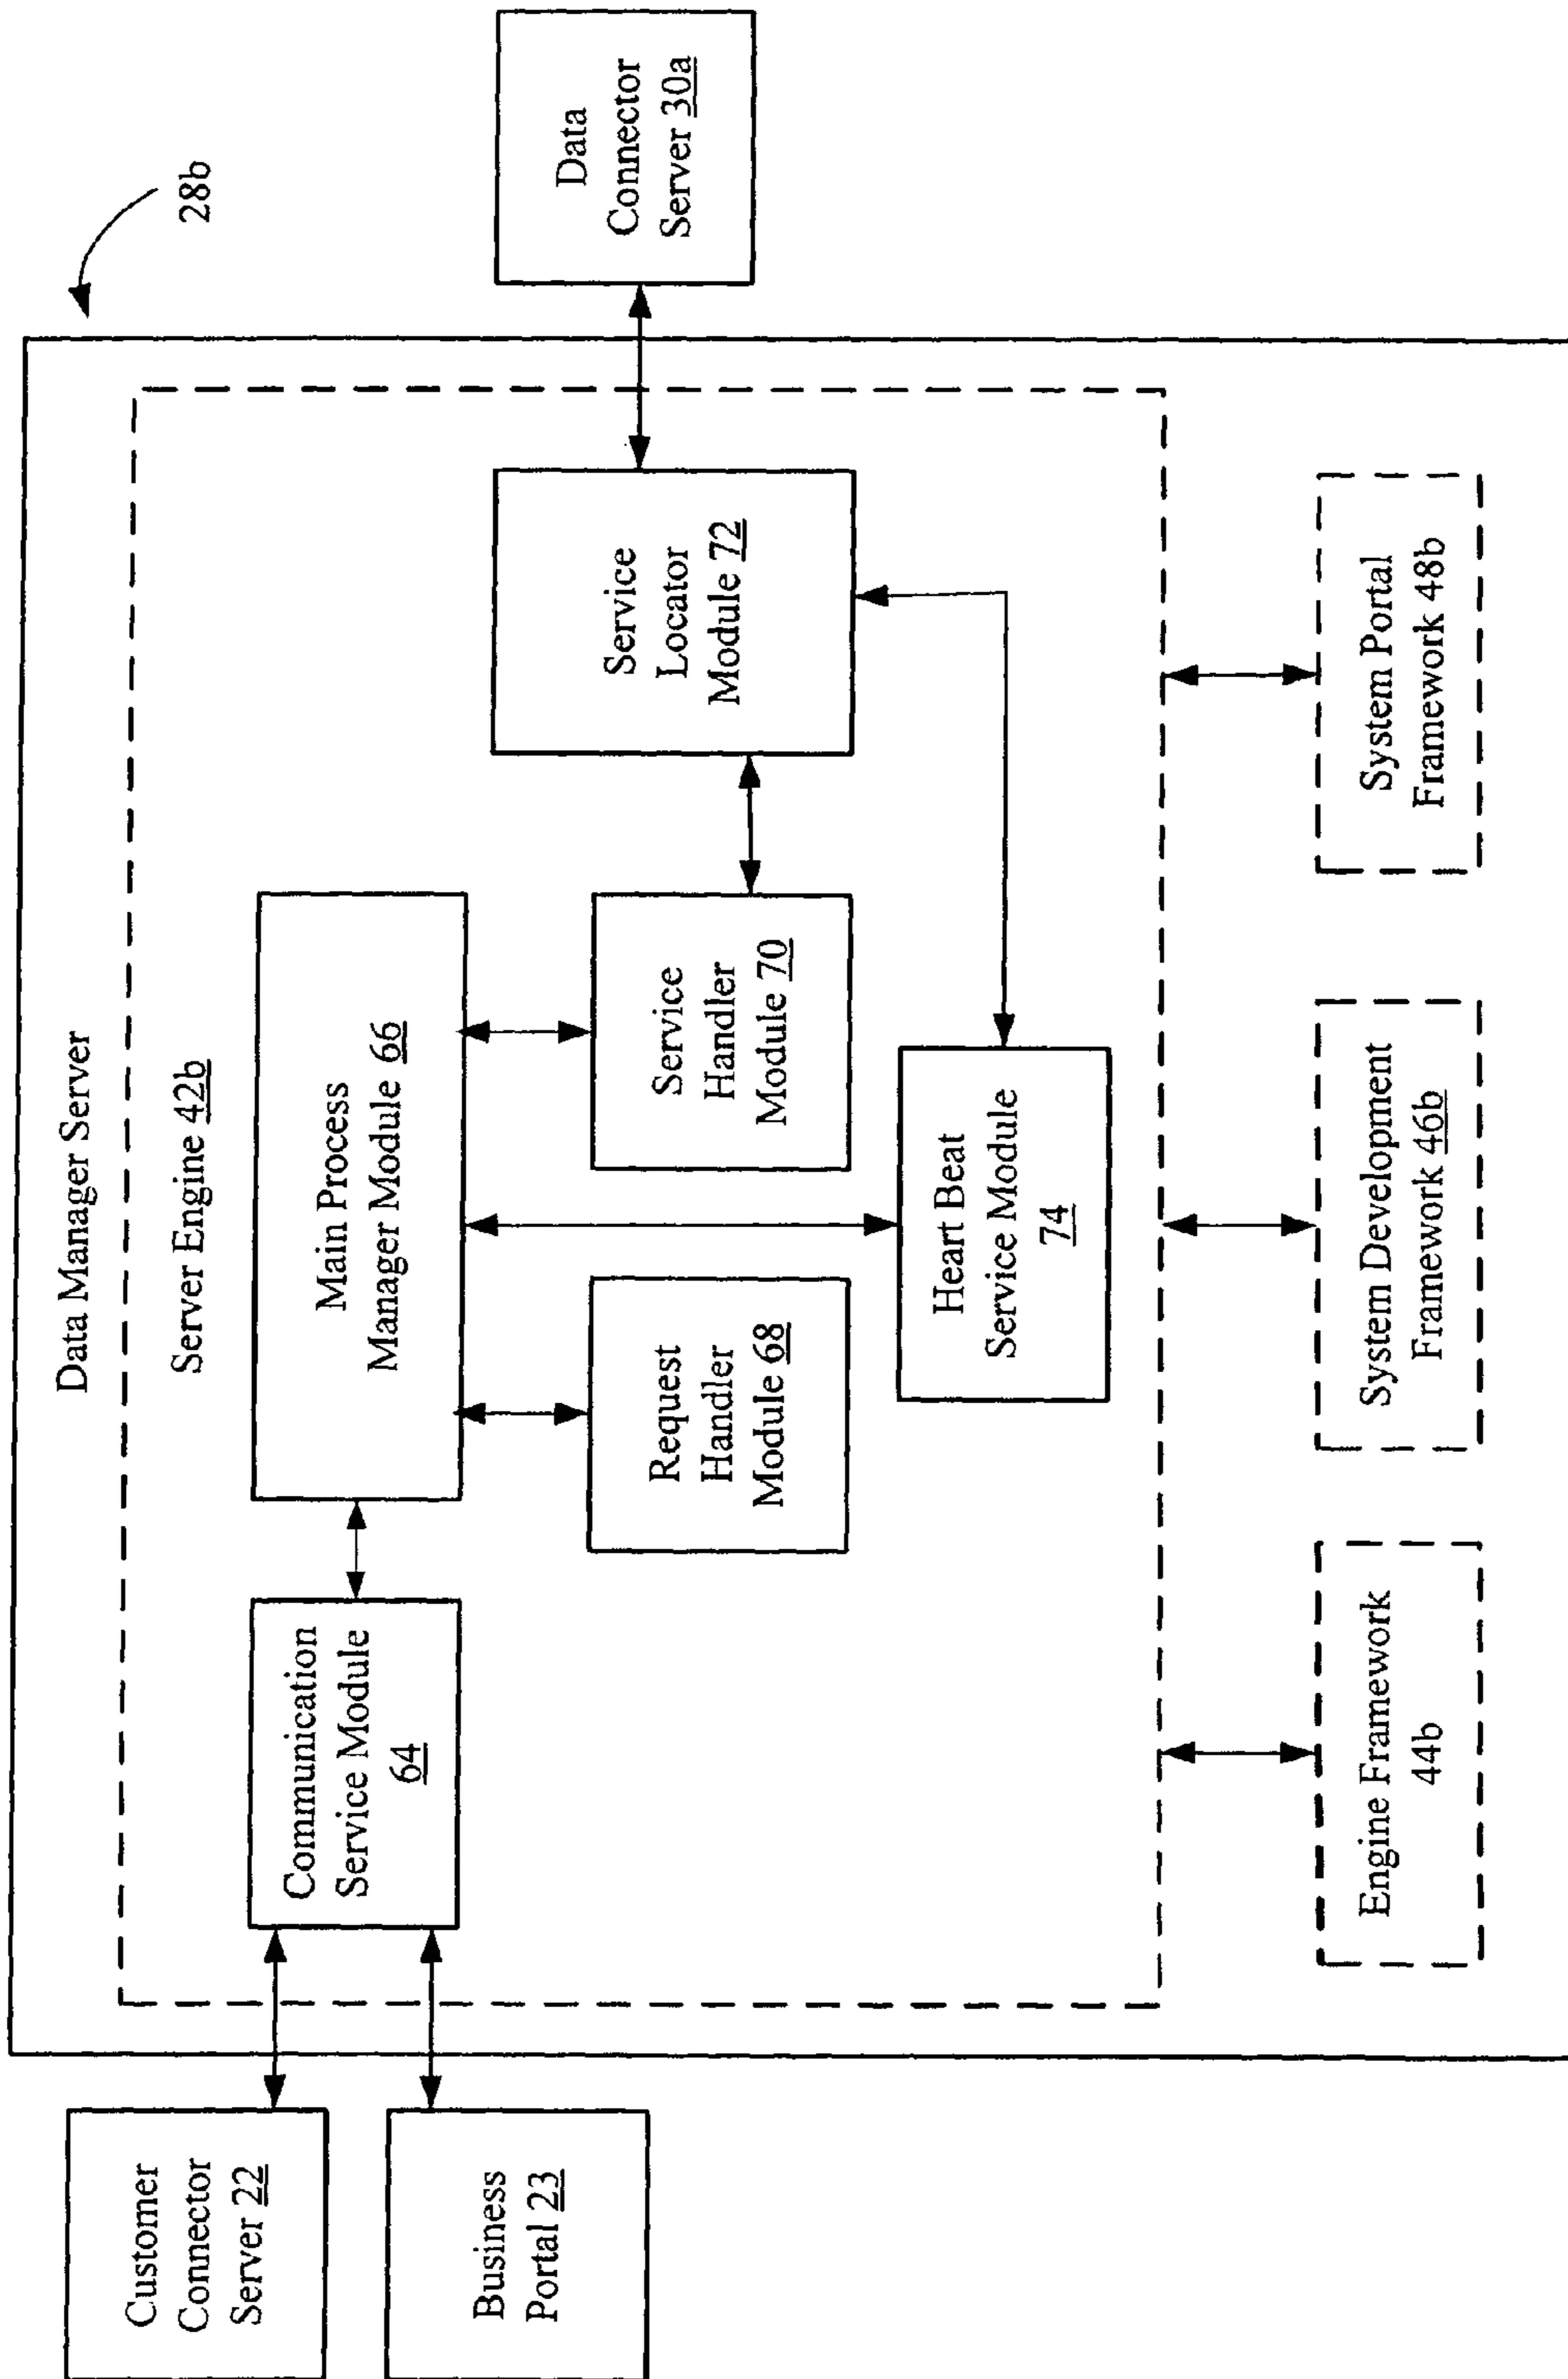 28b
Data Manager Server
Server Engine 42b
Customer
Connector
Server 22
Business
Portal 23
Communication
Service Module
64
Main Process
Manager Module 66
Request
Handler
Module 68
Service
Handler
Module 70
Service
Locator
Module 72
Data
Connector
Server 30a
Heart Beat
Service Module
74
Engine Framework
44b
System Development
Framework 46b
System Portal
Framework 48b